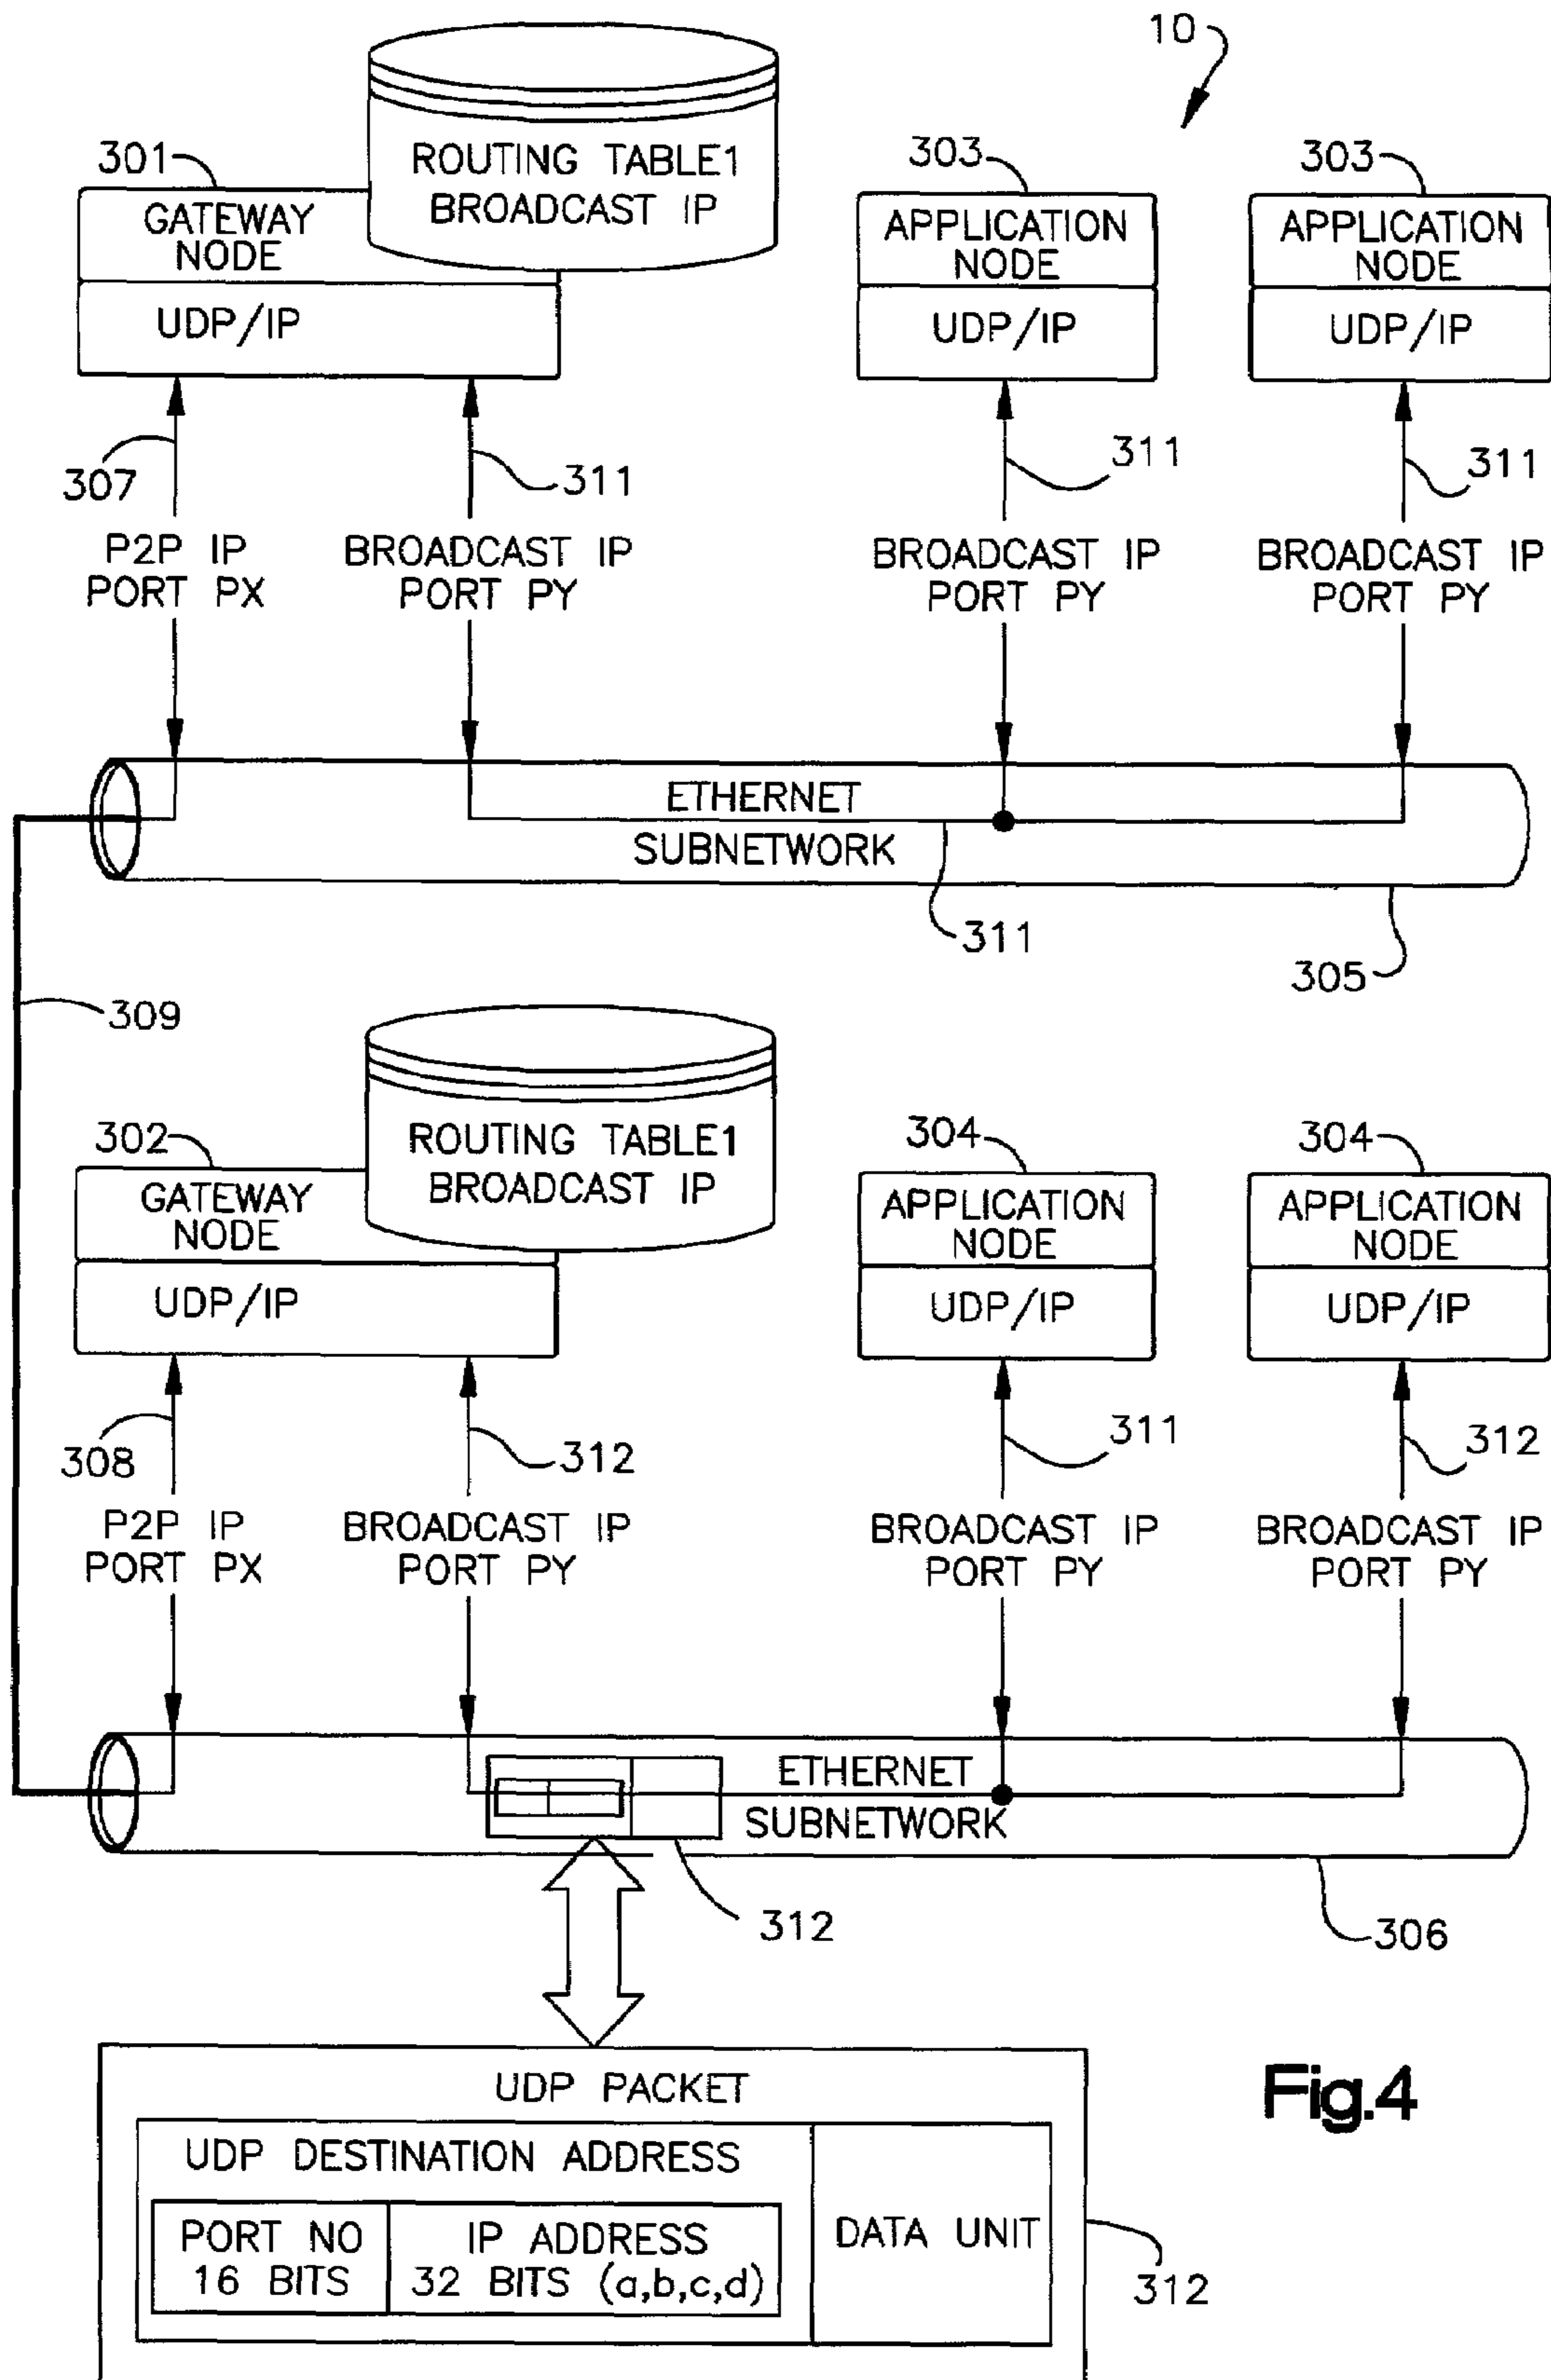 10
301
ROUTING TABLE1
BROADCAST IP
303
303
GATEWAY
NODE
APPLICATION
NODE
APPLICATION
NODE
UDP/IP
UDP/IP
UDP/IP
307
311
311
311
P2P IP
PORT PX
BROADCAST IP
PORT PY
BROADCAST IP
PORT PY
BROADCAST IP
PORT PY
ETHERNET
SUBNETWORK
311
305
309
302
ROUTING TABLE1
BROADCAST IP
304
304
GATEWAY
NODE
APPLICATION
NODE
APPLICATION
NODE
UDP/IP
UDP/IP
UDP/IP
308
312
311
312
P2P IP
PORT PX
BROADCAST IP
PORT PY
BROADCAST IP
PORT PY
BROADCAST IP
PORT PY
ETHERNET
SUBNETWORK
312
306
UDP PACKET
UDP DESTINATION ADDRESS
PORT NO
16 BITS
IP ADDRESS
32 BITS (a,b,c,d)
DATA UNIT
312
Fig.4